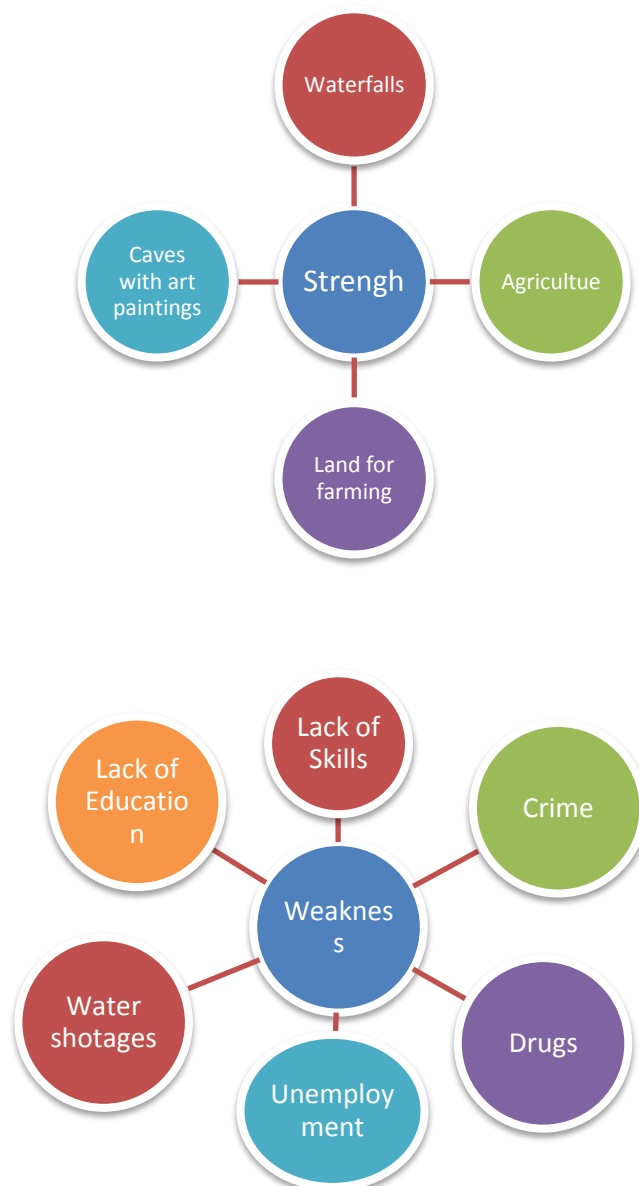 Waterfalls
Caves
with art
paintings
Strengh
Agricultue
Land for
farming
Lack of
Skills
Lack of
Educatio
n
Crime
Weaknes
s
Water
shotages
Drugs
Unemploy
ment